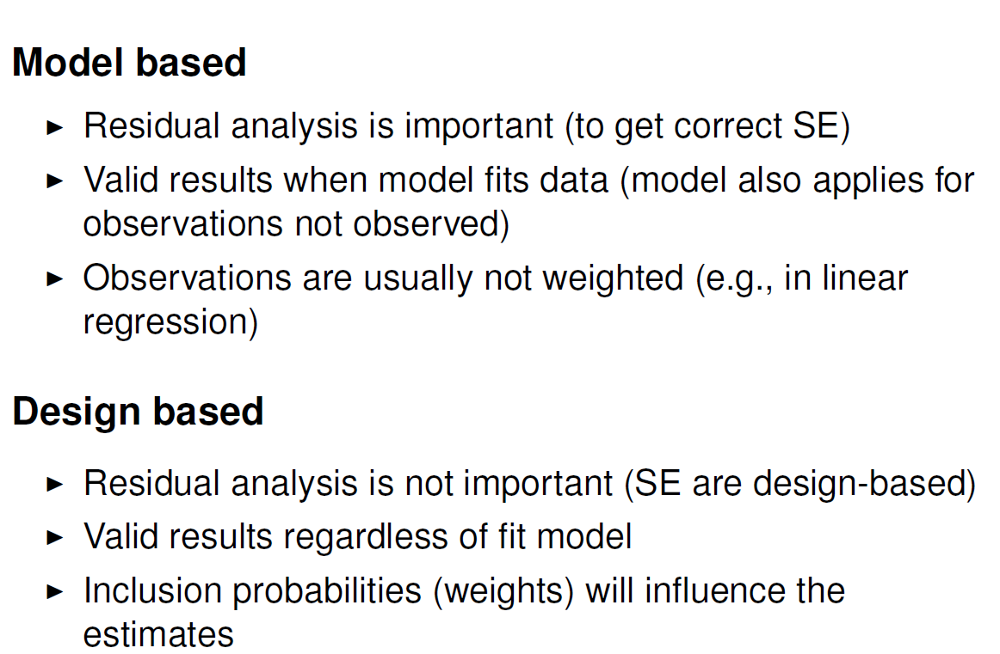 Model based
▶ Residual analysis is important (to get correct SE)
▶ Valid results when model fits data (model also applies for
observations not observed)
▶ Observations are usually not weighted (e.g., in linear
regression)
Design based
▶ Residual analysis is not important (SE are design-based)
▶ Valid results regardless of fit model
▶ Inclusion probabilities (weights) will influence the
estimates